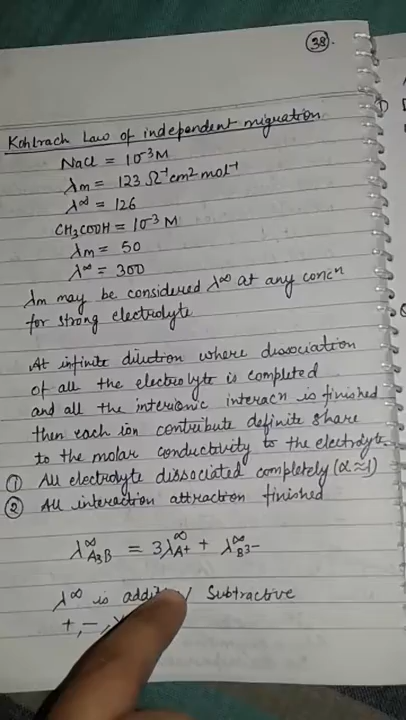 38.
Kohlrach Law of independent migration
NaCl = 10⁻³M
λm = 123 Ω⁻¹cm² mol⁻¹
λ∞ = 126
CH₃COOH = 10⁻³ M
λm = 50
λ∞ = 300
λm may be considered λ∞ at any concⁿ
for strong electrolyte
At infinite dilution where dissociation
of all the electrolyte is completed
and all the interionic interacⁿ is finished
then each ion contribute definite share
to the molar conductivity to the electrolyte
① All electrolyte dissociated completely (α≈1)
② All interaction attraction finished
λ∞A₃B = 3λ∞A+ + λ∞B3−
λ∞ is Subtractive
+, −,